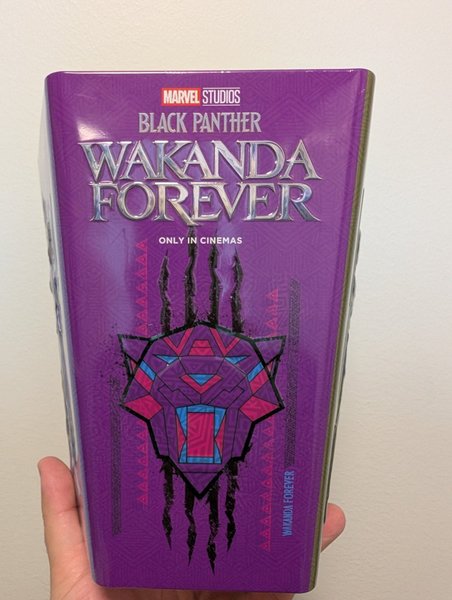 MARVEL STUDIOS
BLACK PANTHER
WAKANDA
FOREVER
ONLY IN CINEMAS
WAKANDA FOREVER